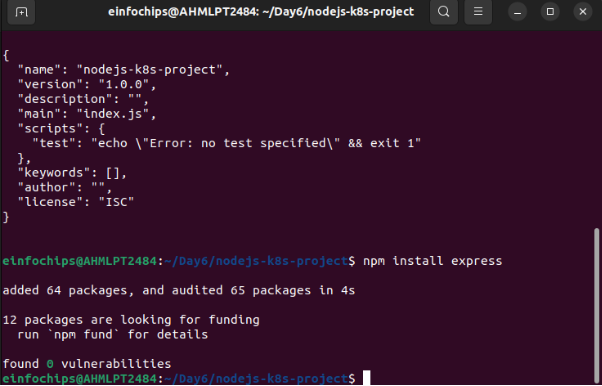 einfochips@AHMLPT2484: ~/Day6/nodejs-k8s-project
{
  "name": "nodejs-k8s-project",
  "version": "1.0.0",
  "description": "",
  "main": "index.js",
  "scripts": {
    "test": "echo \"Error: no test specified\" && exit 1"
  },
  "keywords": [],
  "author": "",
  "license": "ISC"
}
einfochips@AHMLPT2484:~/Day6/nodejs-k8s-project$ npm install express
added 64 packages, and audited 65 packages in 4s
12 packages are looking for funding
  run `npm fund` for details
found 0 vulnerabilities
einfochips@AHMLPT2484:~/Day6/nodejs-k8s-project$